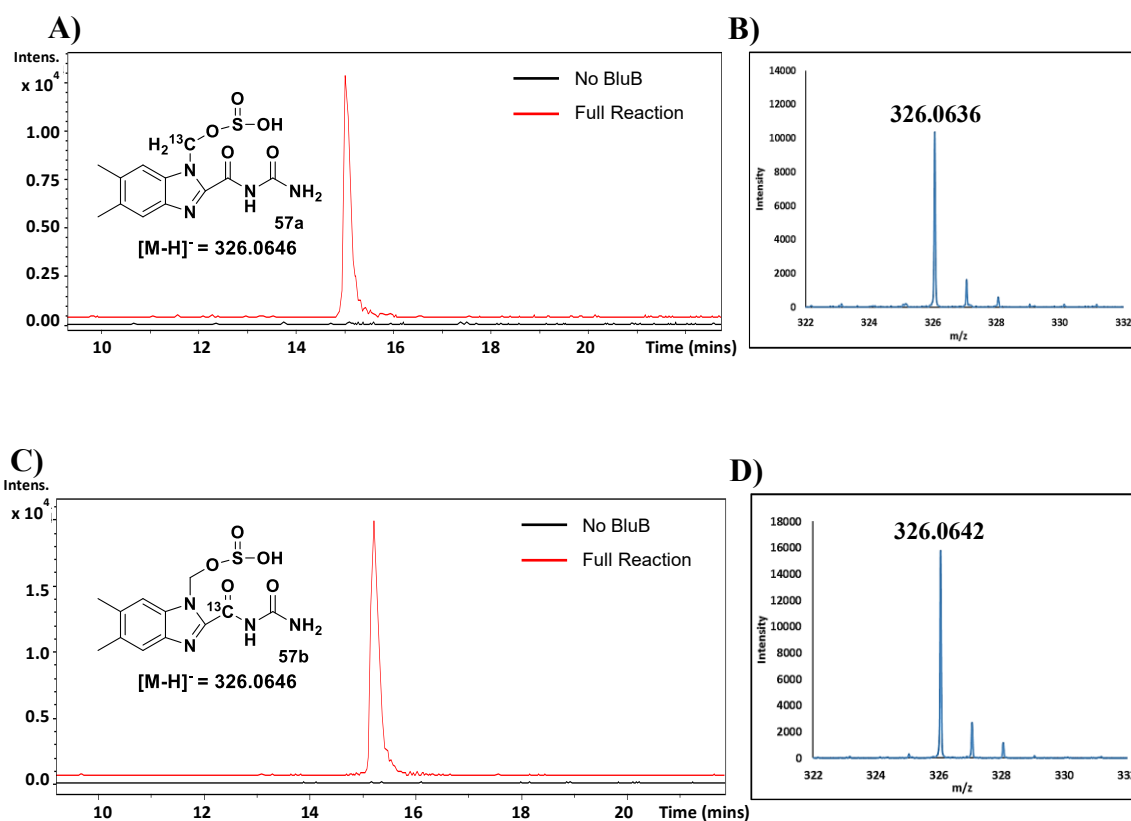 A)
Intens.
x 10^4
1.00
0.75
0.50
0.25
0.00
10 12 14 16 18 20 Time (mins)
No BluB
Full Reaction
O
O S OH
H2 13C O O
N
N N H NH2
57a
[M-H]- = 326.0646
B)
14000
12000
10000
8000
6000
4000
2000
0
Intensity
326.0636
322 324 326 328 330 332
m/z
C)
Intens.
x 10^4
1.5
1.0
0.5
0.0
10 12 14 16 18 20 Time (mins)
No BluB
Full Reaction
O
O S OH
O O
N 13C
N N H NH2
57b
[M-H]- = 326.0646
D)
18000
16000
14000
12000
10000
8000
6000
4000
2000
0
Intensity
326.0642
322 324 326 328 330
m/z